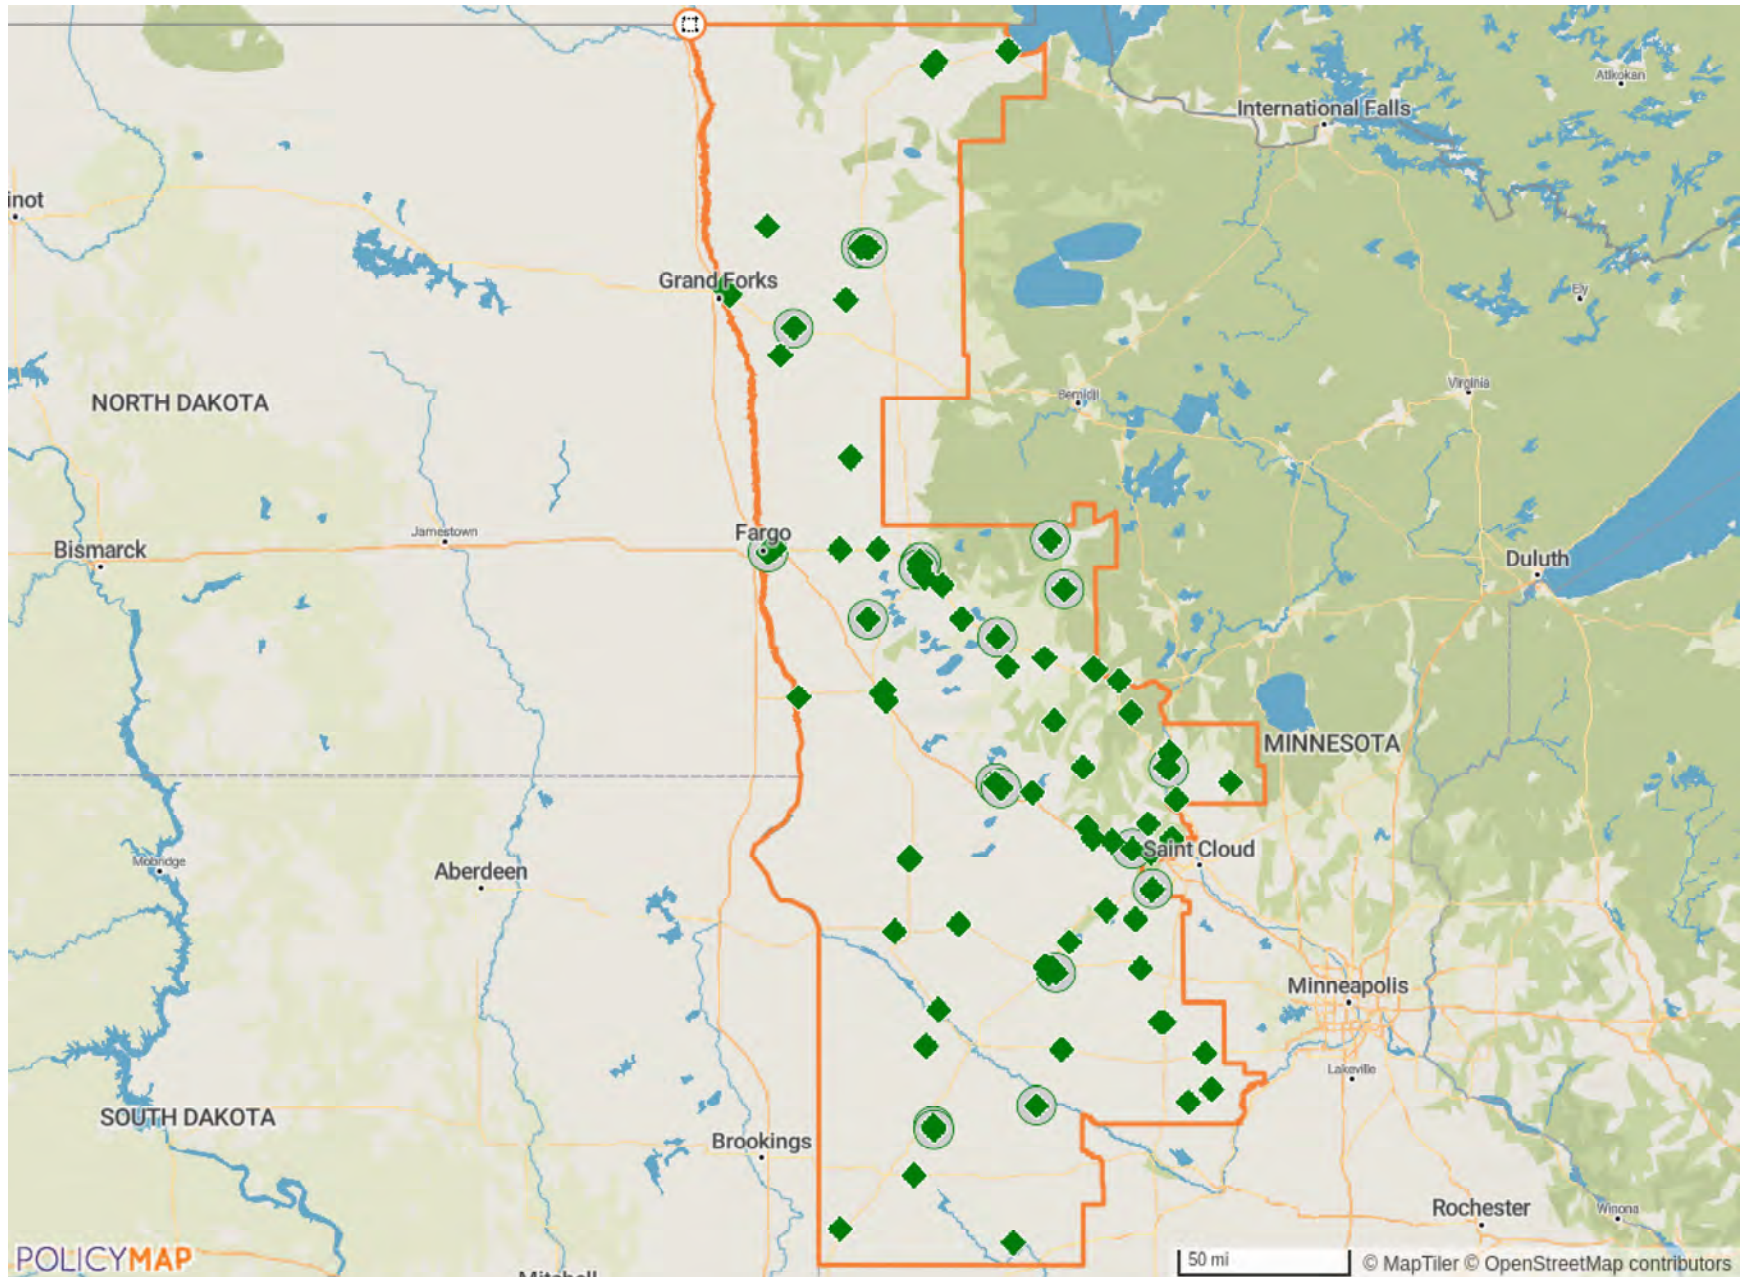 Atikokan
International Falls
inot
Grand Forks
Ely
Virginia
NORTH DAKOTA
Bemidji
Jamestown
Fargo
Bismarck
Duluth
MINNESOTA
Saint Cloud
Mobridge
Aberdeen
Minneapolis
Lakeville
SOUTH DAKOTA
Brookings
Rochester
Winona
POLICYMAP
50 mi
© MapTiler © OpenStreetMap contributors